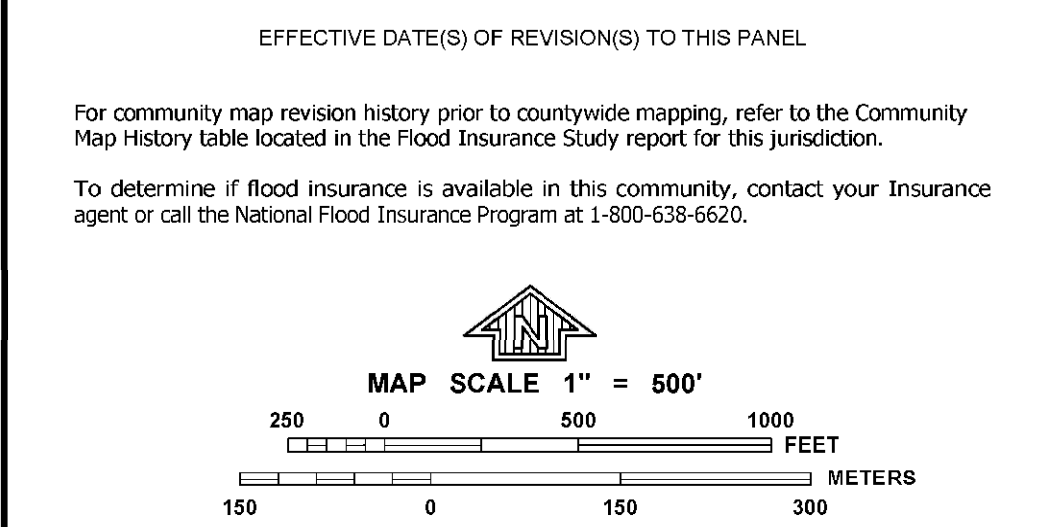 EFFECTIVE DATE(S) OF REVISION(S) TO THIS PANEL
For community map revision history prior to countywide mapping, refer to the Community
Map History table located in the Flood Insurance Study report for this jurisdiction.
To determine if flood insurance is available in this community, contact your Insurance
agent or call the National Flood Insurance Program at 1-800-638-6620.
N
MAP SCALE 1" = 500'
250 0 500 1000
FEET
METERS
150 0 150 300